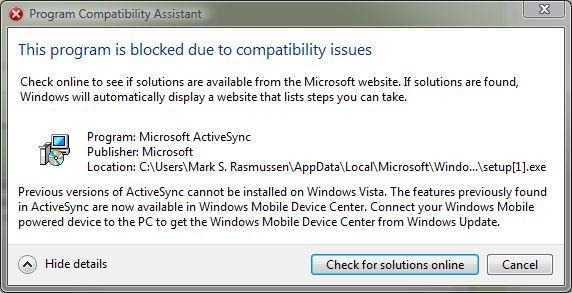 Program Compatibility Assistant
This program is blocked due to compatibility issues
Check online to see if solutions are available from the Microsoft website. If solutions are found,
Windows will automatically display a website that lists steps you can take.
Program: Microsoft ActiveSync
Publisher: Microsoft
Location: C:\Users\Mark S. Rasmussen\AppData\Local\Microsoft\Windo...\setup[1].exe
Previous versions of ActiveSync cannot be installed on Windows Vista. The features previously found
in ActiveSync are now available in Windows Mobile Device Center. Connect your Windows Mobile
powered device to the PC to get the Windows Mobile Device Center from Windows Update.
Hide details
Check for solutions online
Cancel